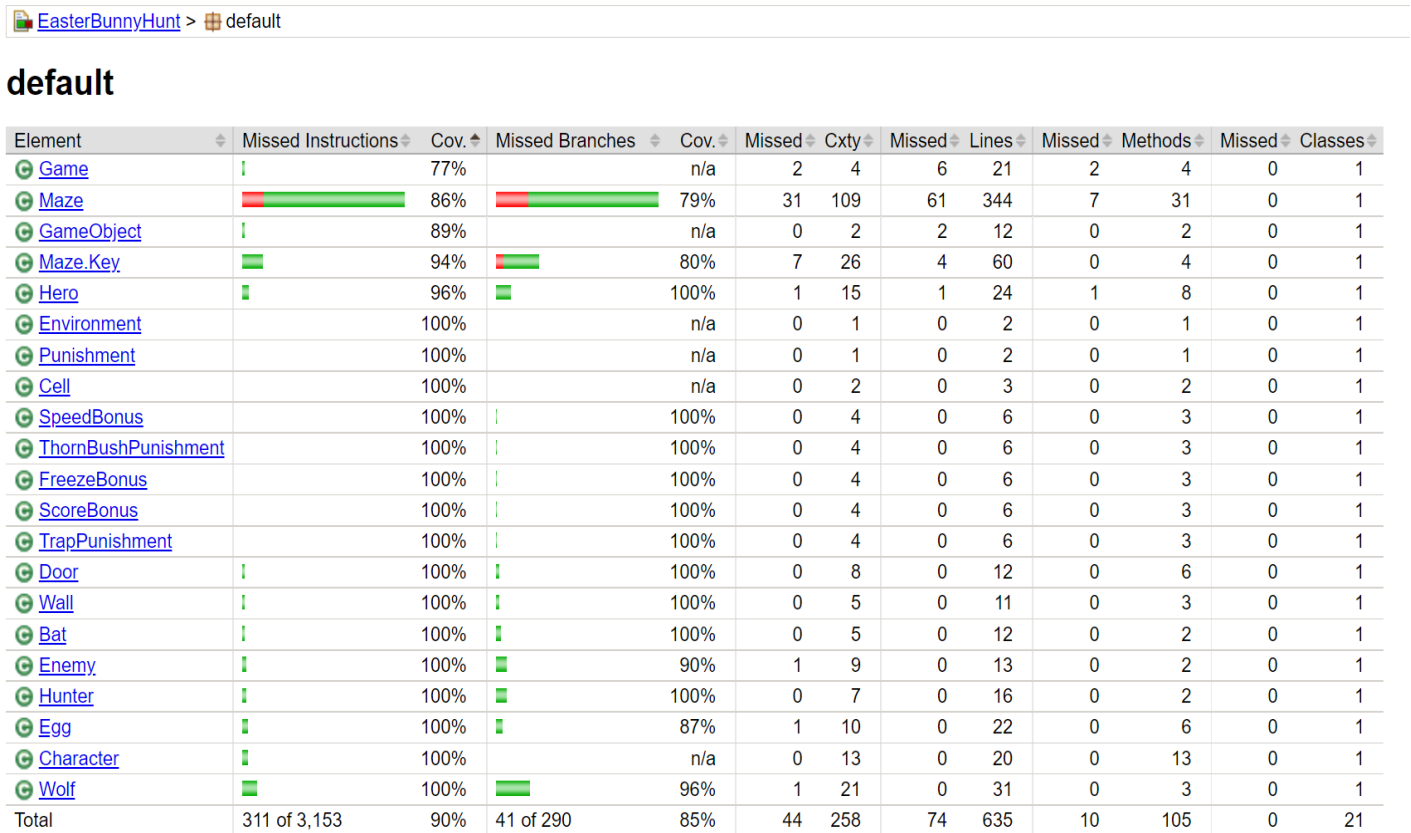 EasterBunnyHunt > default
default
Element Missed Instructions Cov. Missed Branches Cov. Missed Cxty Missed Lines Missed Methods Missed Classes
C Game 77% n/a 2 4 6 21 2 4 0 1
C Maze 86% 79% 31 109 61 344 7 31 0 1
C GameObject 89% n/a 0 2 2 12 0 2 0 1
C Maze.Key 94% 80% 7 26 4 60 0 4 0 1
C Hero 96% 100% 1 15 1 24 1 8 0 1
C Environment 100% n/a 0 1 0 2 0 1 0 1
C Punishment 100% n/a 0 1 0 2 0 1 0 1
C Cell 100% n/a 0 2 0 3 0 2 0 1
C SpeedBonus 100% 100% 0 4 0 6 0 3 0 1
C ThornBushPunishment 100% 100% 0 4 0 6 0 3 0 1
C FreezeBonus 100% 100% 0 4 0 6 0 3 0 1
C ScoreBonus 100% 100% 0 4 0 6 0 3 0 1
C TrapPunishment 100% 100% 0 4 0 6 0 3 0 1
C Door 100% 100% 0 8 0 12 0 6 0 1
C Wall 100% 100% 0 5 0 11 0 3 0 1
C Bat 100% 100% 0 5 0 12 0 2 0 1
C Enemy 100% 90% 1 9 0 13 0 2 0 1
C Hunter 100% 100% 0 7 0 16 0 2 0 1
C Egg 100% 87% 1 10 0 22 0 6 0 1
C Character 100% n/a 0 13 0 20 0 13 0 1
C Wolf 100% 96% 1 21 0 31 0 3 0 1
Total 311 of 3,153 90% 41 of 290 85% 44 258 74 635 10 105 0 21